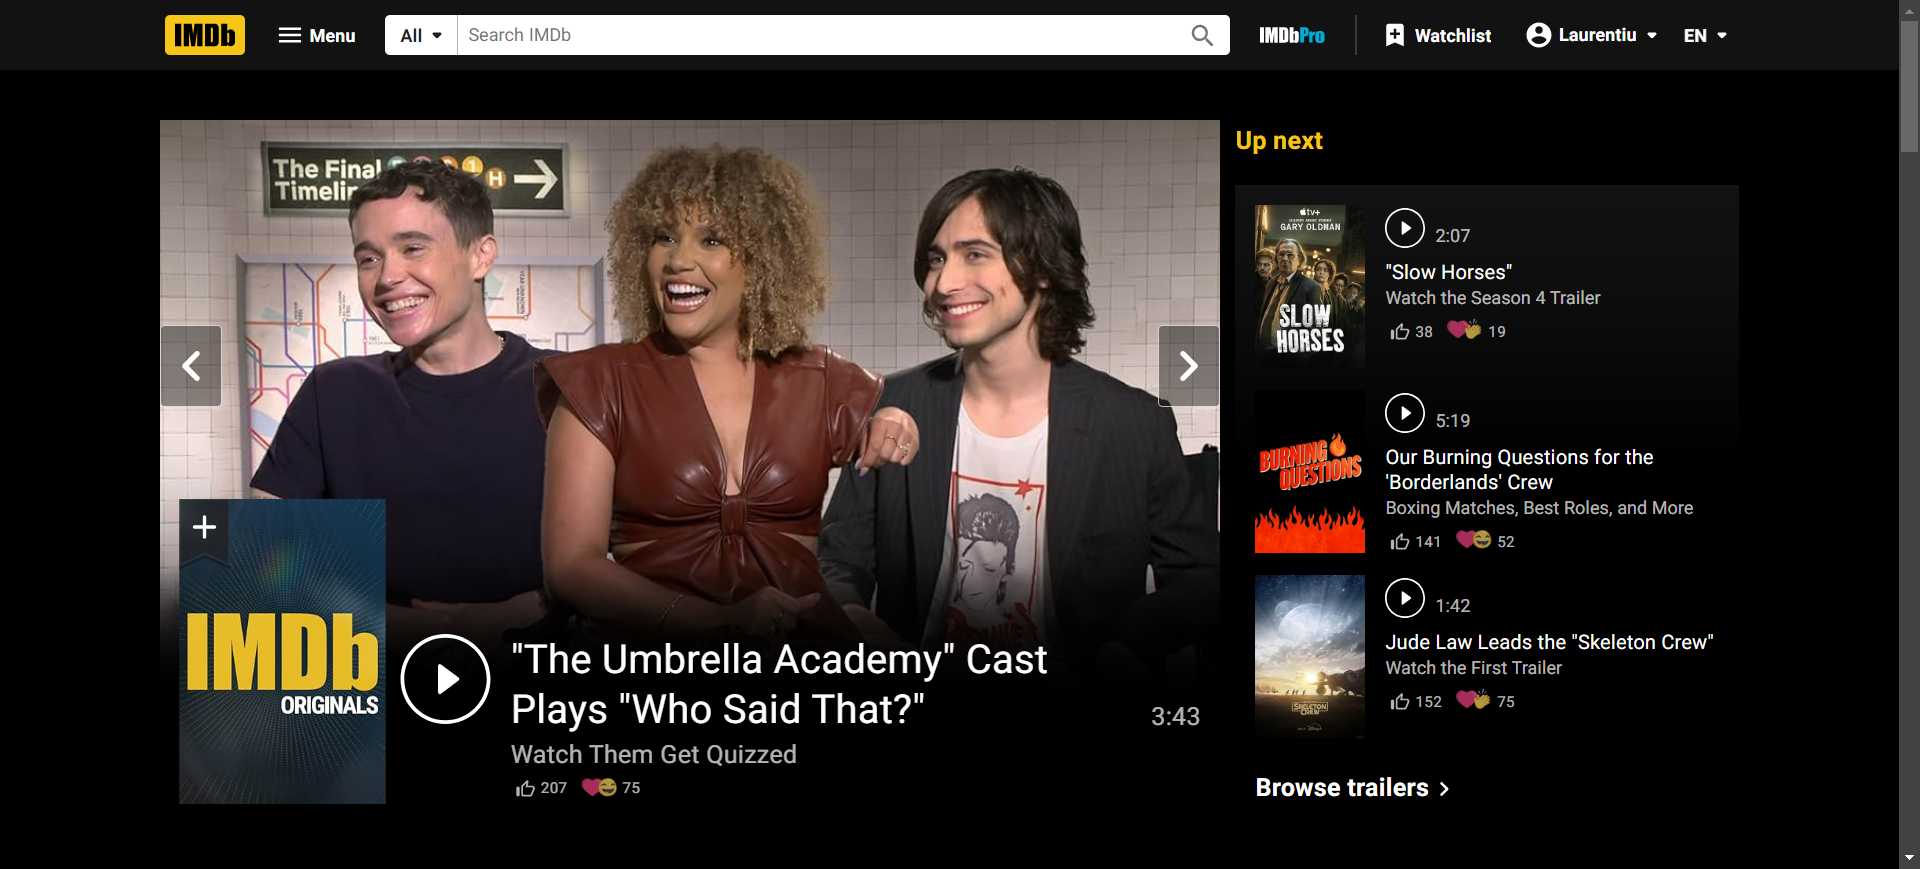 IMDb
Menu
All
Search IMDb
IMDbPro
Watchlist
Laurentiu
EN
The Final
H
IMDb
ORIGINALS
"The Umbrella Academy" Cast
Plays "Who Said That?"
3:43
Watch Them Get Quizzed
207
75
Up next
tv+
GARY OLDMAN
SLOW
HORSES
2:07
"Slow Horses"
Watch the Season 4 Trailer
38
19
BURNING
QUESTIONS
5:19
Our Burning Questions for the
'Borderlands' Crew
Boxing Matches, Best Roles, and More
141
52
SKELETON
CREW
1:42
Jude Law Leads the "Skeleton Crew"
Watch the First Trailer
152
75
Browse trailers